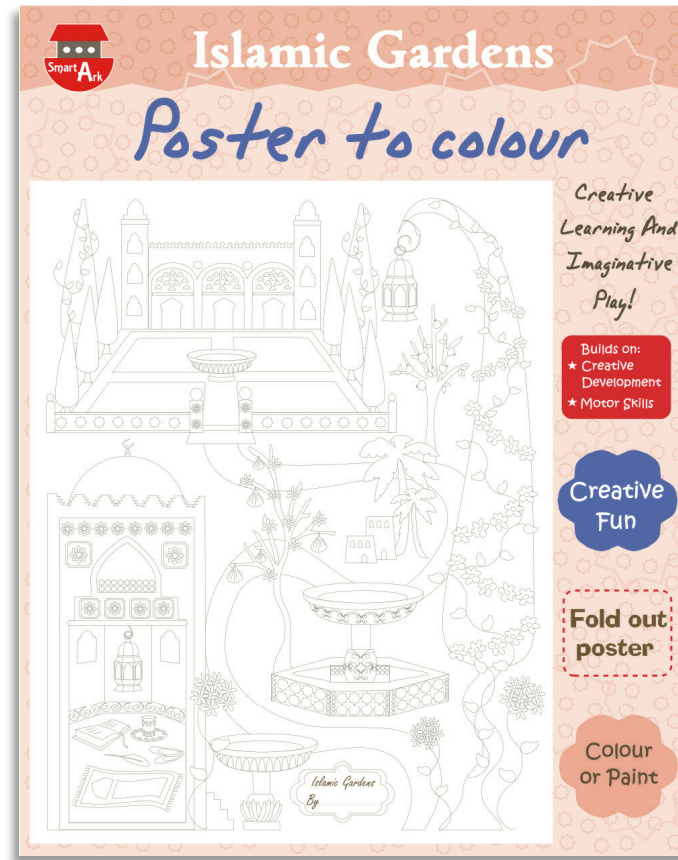 Smart Ark
Islamic Gardens
Poster to colour
Creative
Learning And
Imaginative
Play!
Builds on:
★ Creative
Development
★ Motor Skills
Creative
Fun
Fold out
poster
Colour
or Paint
Islamic Gardens
By